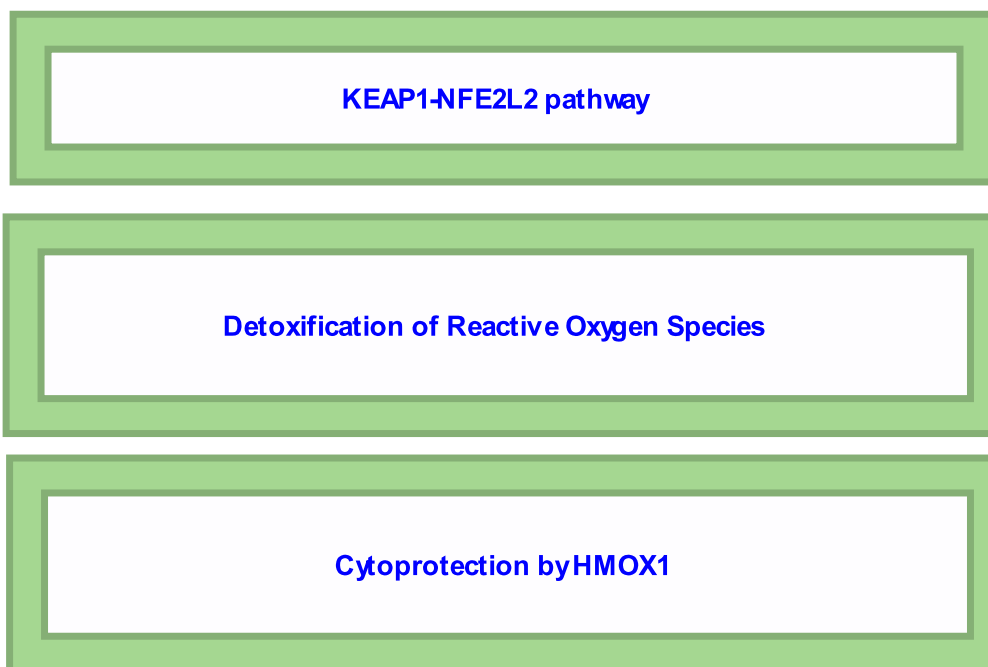 KEAP1-NFE2L2 pathway
Detoxification of Reactive Oxygen Species
Cytoprotection by HMOX1